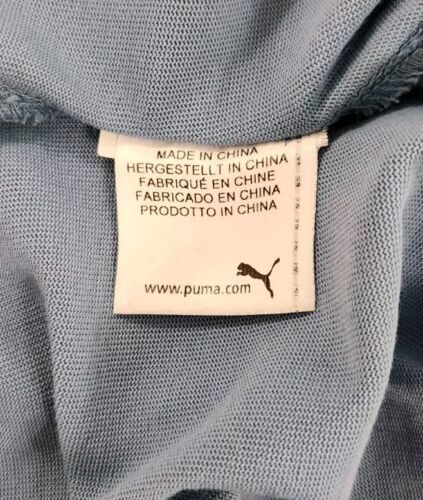 MADE IN CHINA
HERGESTELLT IN CHINA
FABRIQUÉ EN CHINE
FABRICADO EN CHINA
PRODOTTO IN CHINA
www.puma.com